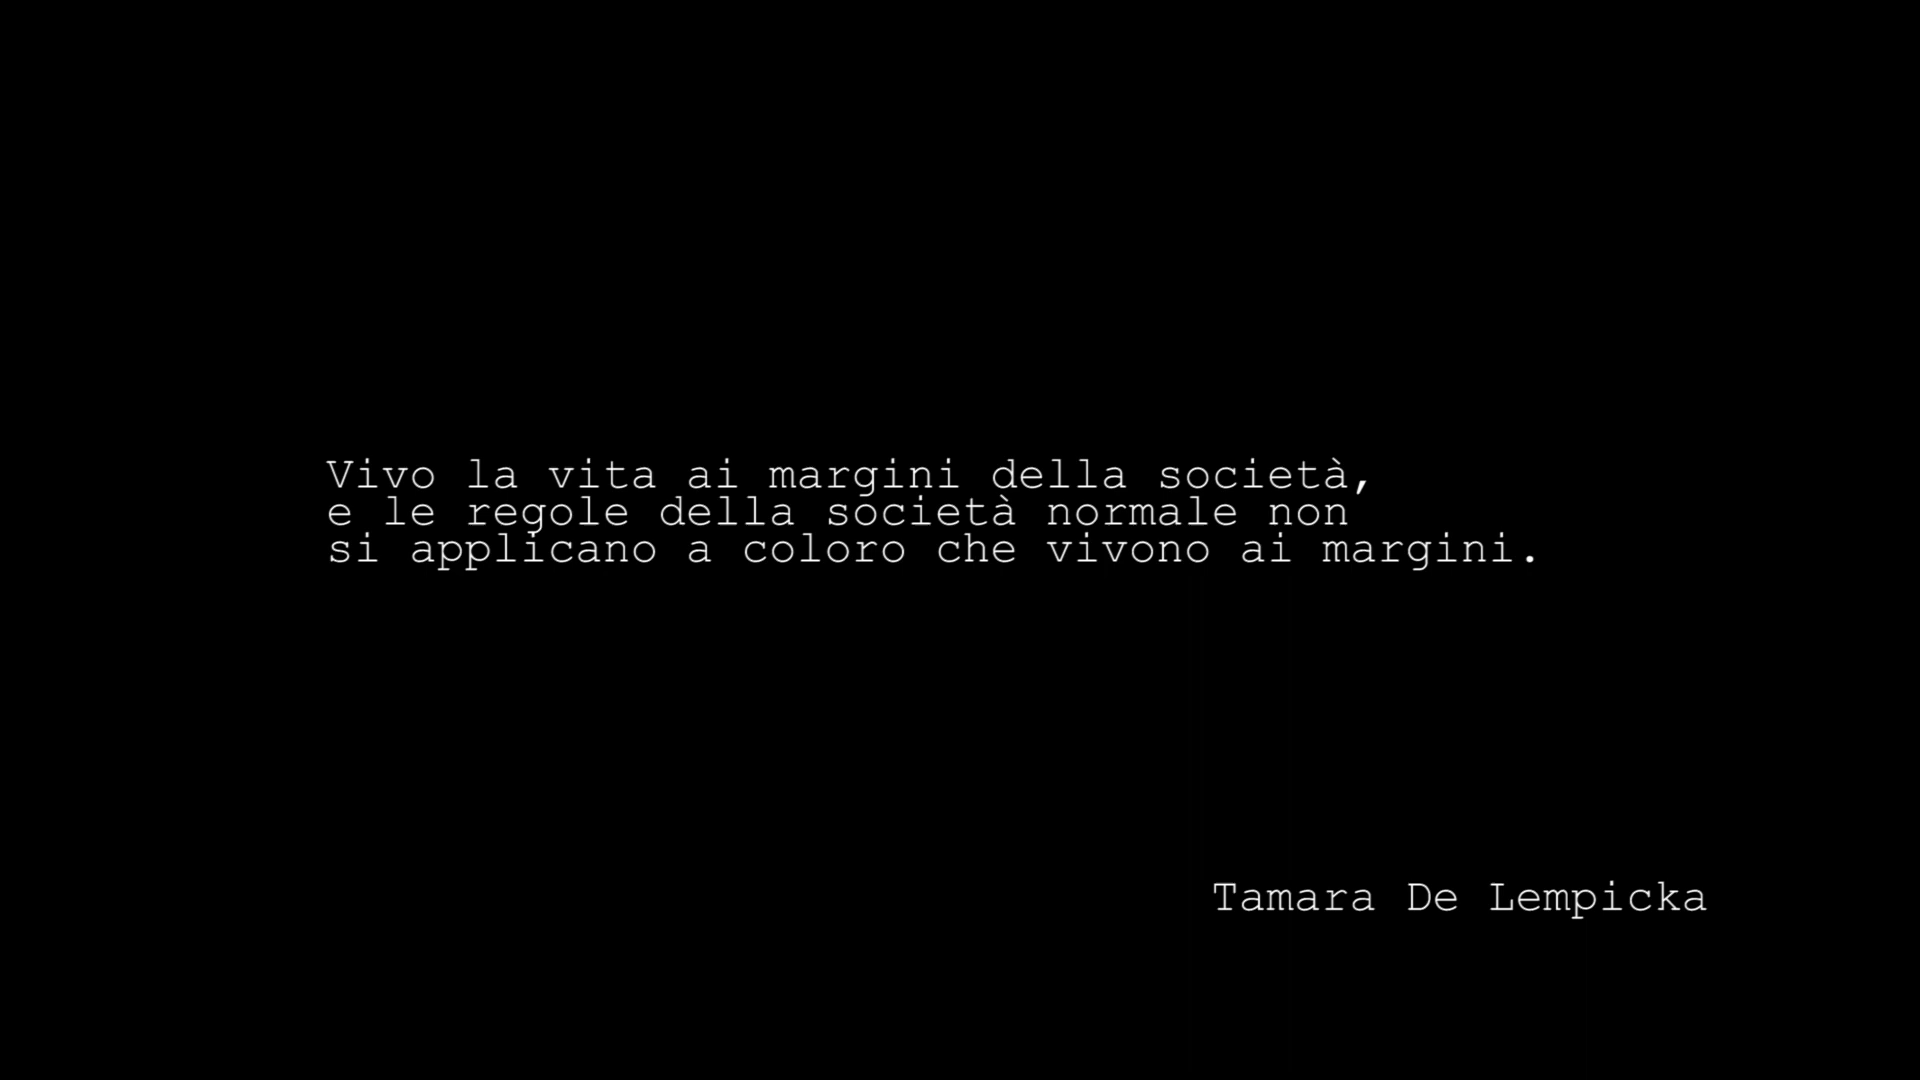 Vivo la vita ai margini della società,
e le regole della società normale non
si applicano a coloro che vivono ai margini.
Tamara De Lempicka